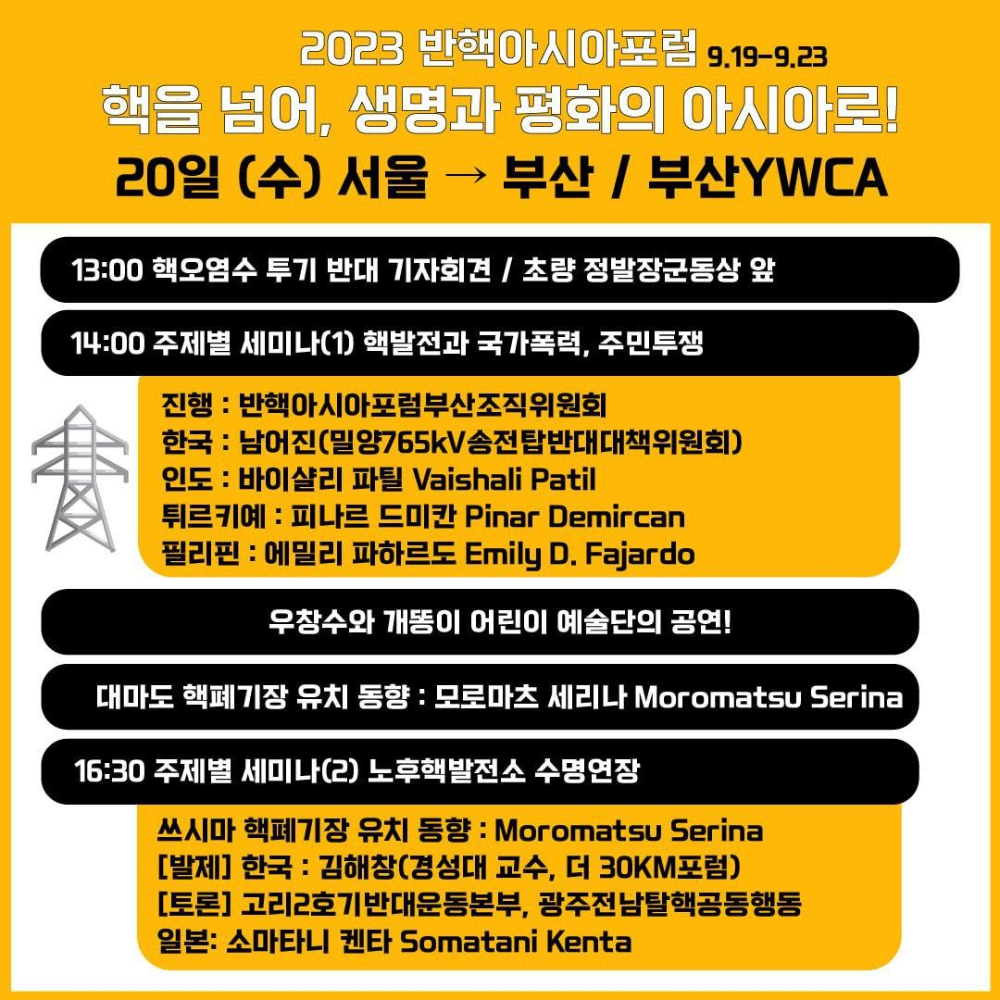 2023 반핵아시아포럼 9.19-9.23
핵을 넘어, 생명과 평화의 아시아로!
20일 (수) 서울 → 부산 / 부산YWCA
13:00 핵오염수 투기 반대 기자회견 / 초량 정발장군동상 앞
14:00 주제별 세미나(1) 핵발전과 국가폭력, 주민투쟁
진행 : 반핵아시아포럼부산조직위원회
한국 : 남어진(밀양765kV송전탑반대대책위원회)
인도 : 바이샬리 파틸 Vaishali Patil
튀르키예 : 피나르 드미칸 Pinar Demircan
필리핀 : 에밀리 파하르도 Emily D. Fajardo
우창수와 개똥이 어린이 예술단의 공연!
대마도 핵폐기장 유치 동향 : 모로마츠 세리나 Moromatsu Serina
16:30 주제별 세미나(2) 노후핵발전소 수명연장
쓰시마 핵폐기장 유치 동향 : Moromatsu Serina
[발제] 한국 : 김해창(경성대 교수, 더 30KM포럼)
[토론] 고리2호기반대운동본부, 광주전남탈핵공동행동
일본: 소마타니 켄타 Somatani Kenta